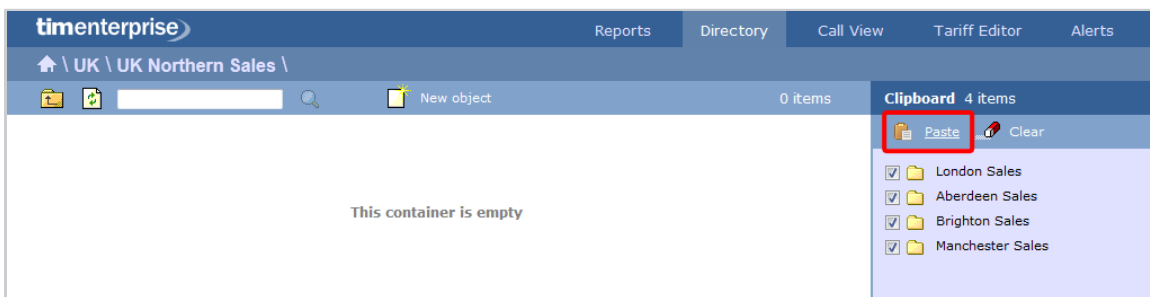 timenterprise
Reports Directory Call View Tariff Editor Alerts
\ UK \ UK Northern Sales \
New object 0 items
Clipboard 4 items
Paste Clear
London Sales
Aberdeen Sales
Brighton Sales
Manchester Sales
This container is empty